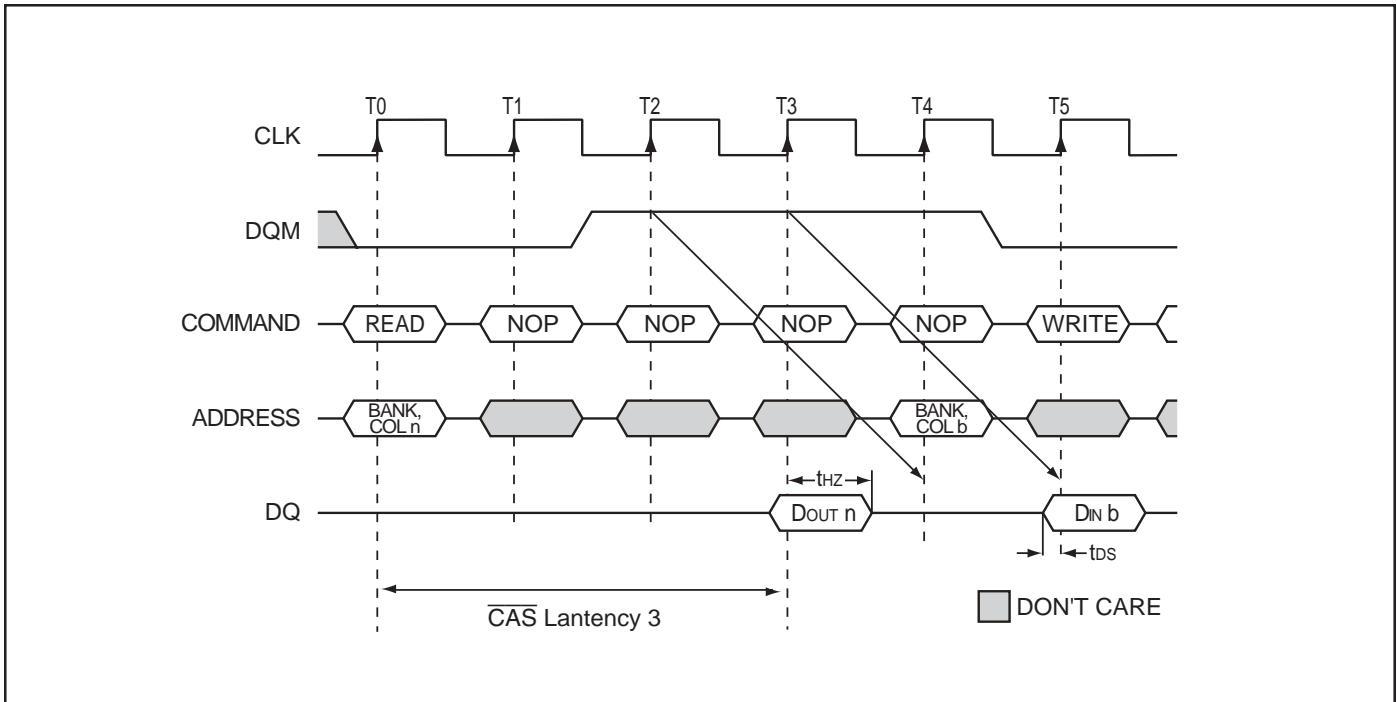 T0 T1 T2 T3 T4 T5
CLK
DQM
COMMAND READ NOP NOP NOP NOP WRITE
ADDRESS BANK, COL n BANK, COL b
tHZ
DQ DOUT n DIN b
tDS
CAS Lantency 3
DON'T CARE